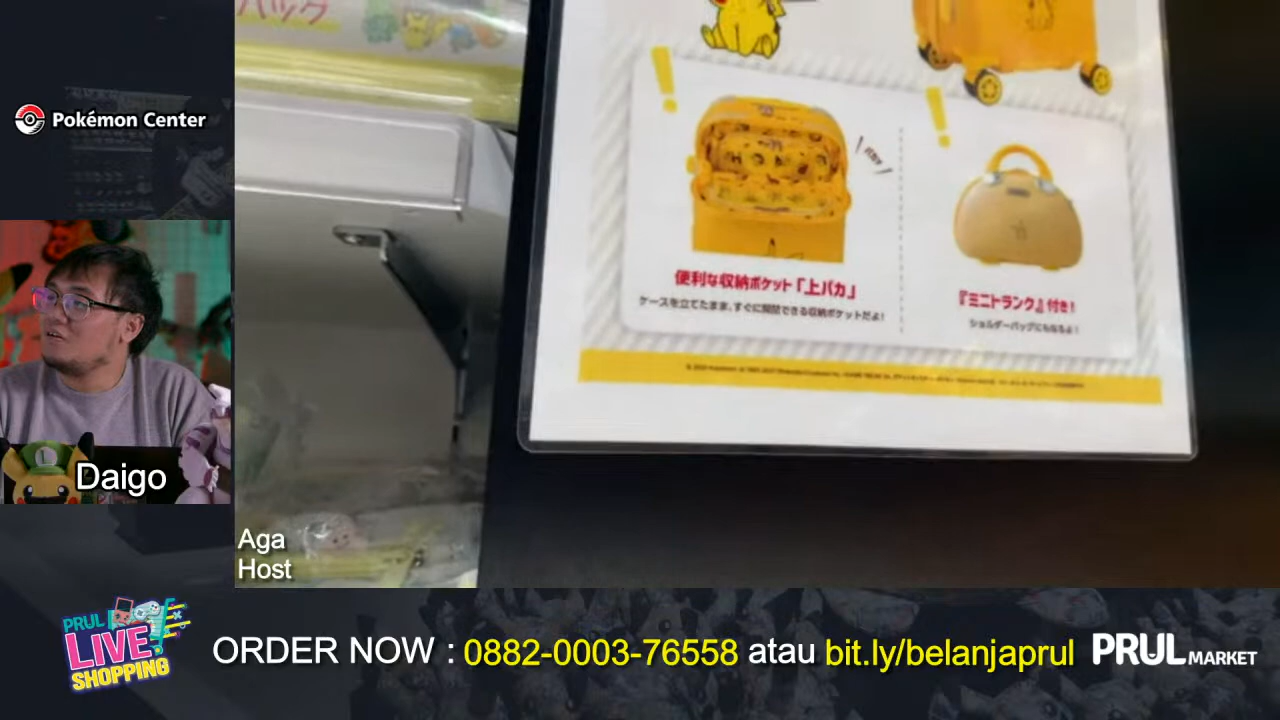 バック
Pokémon Center
便利な収納ポケット「上パカ」
ケースを立てたまま、すぐに開閉できる収納ポケットだよ!
『ミニトランク』付き!
ショルダーバッグにもなるよ!
L
Daigo
Aga
Host
PRUL
LIVE!
SHOPPING
ORDER NOW : 0882-0003-76558 atau bit.ly/belanjaprul
PRUL MARKET